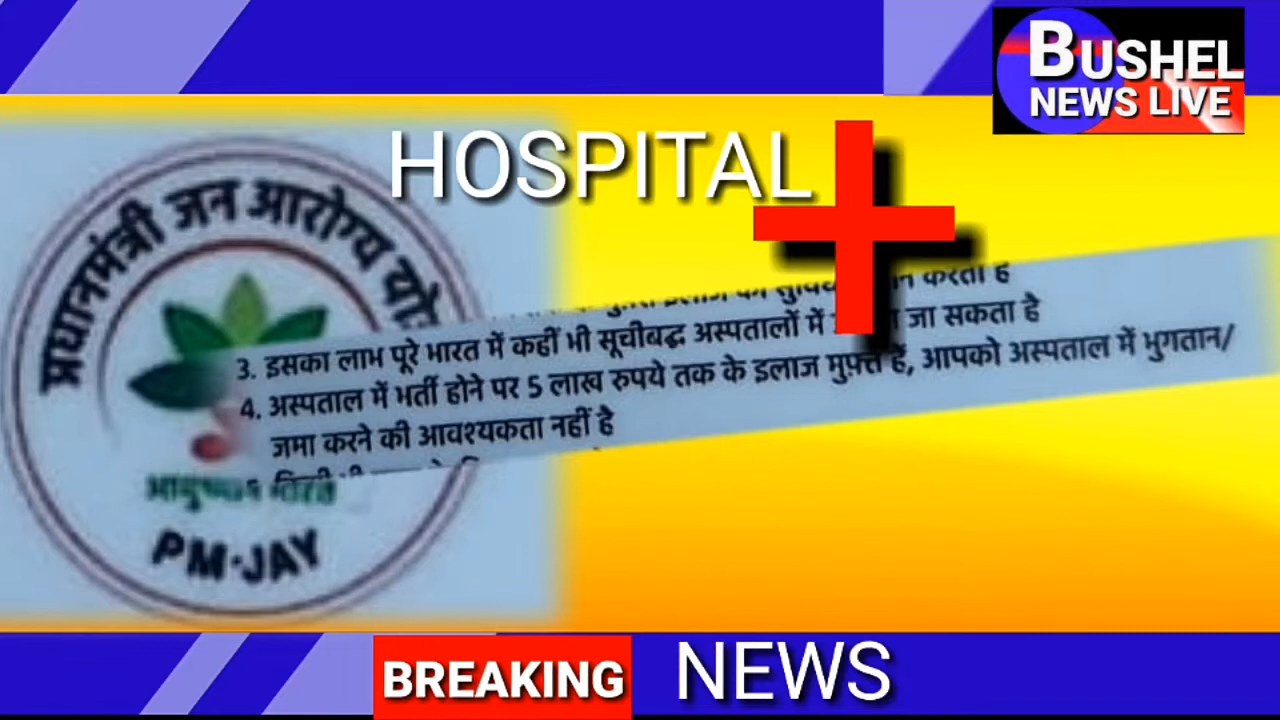 BUSHEL
NEWS LIVE
HOSPITAL
प्रधानमंत्री जन आरोग्य
करता है
3. इसका लाभ पूरे भारत में कहीं भी सूचीबद्ध अस्पतालों में जा सकता है
4. अस्पताल में भर्ती होने पर 5 लाख रुपये तक के इलाज मुफ़्त हैं, आपको अस्पताल में भुगतान/
जमा करने की आवश्यकता नहीं है
PM-JAY
BREAKING NEWS